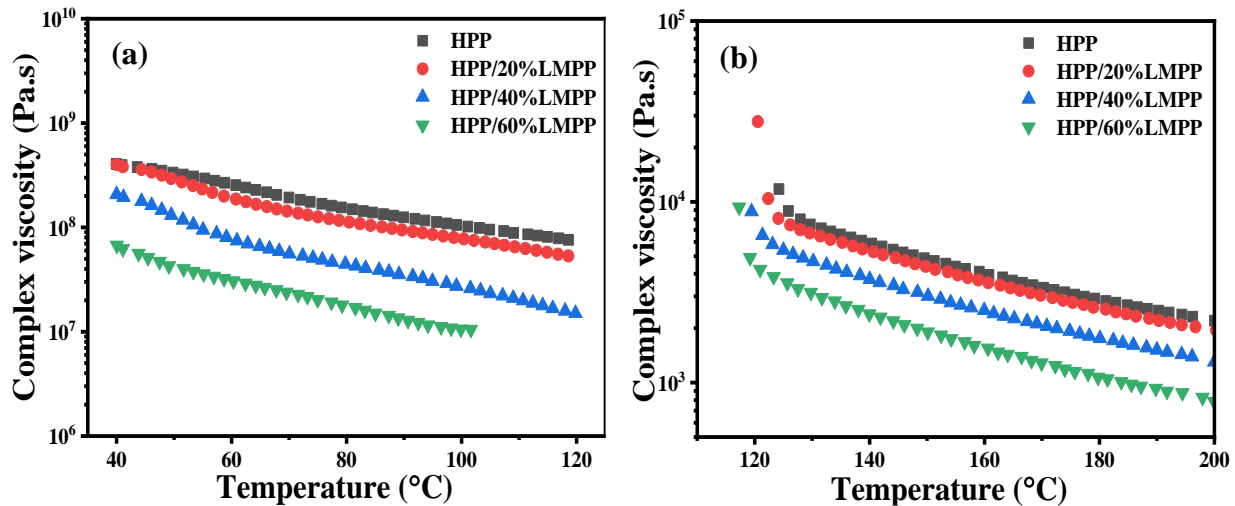 (a)
HPP
HPP/20%LMPP
HPP/40%LMPP
HPP/60%LMPP
Complex viscosity (Pa.s)
10^10
10^9
10^8
10^7
10^6
40
60
80
100
120
Temperature (°C)
(b)
HPP
HPP/20%LMPP
HPP/40%LMPP
HPP/60%LMPP
Complex viscosity (Pa.s)
10^5
10^4
10^3
120
140
160
180
200
Temperature (°C)